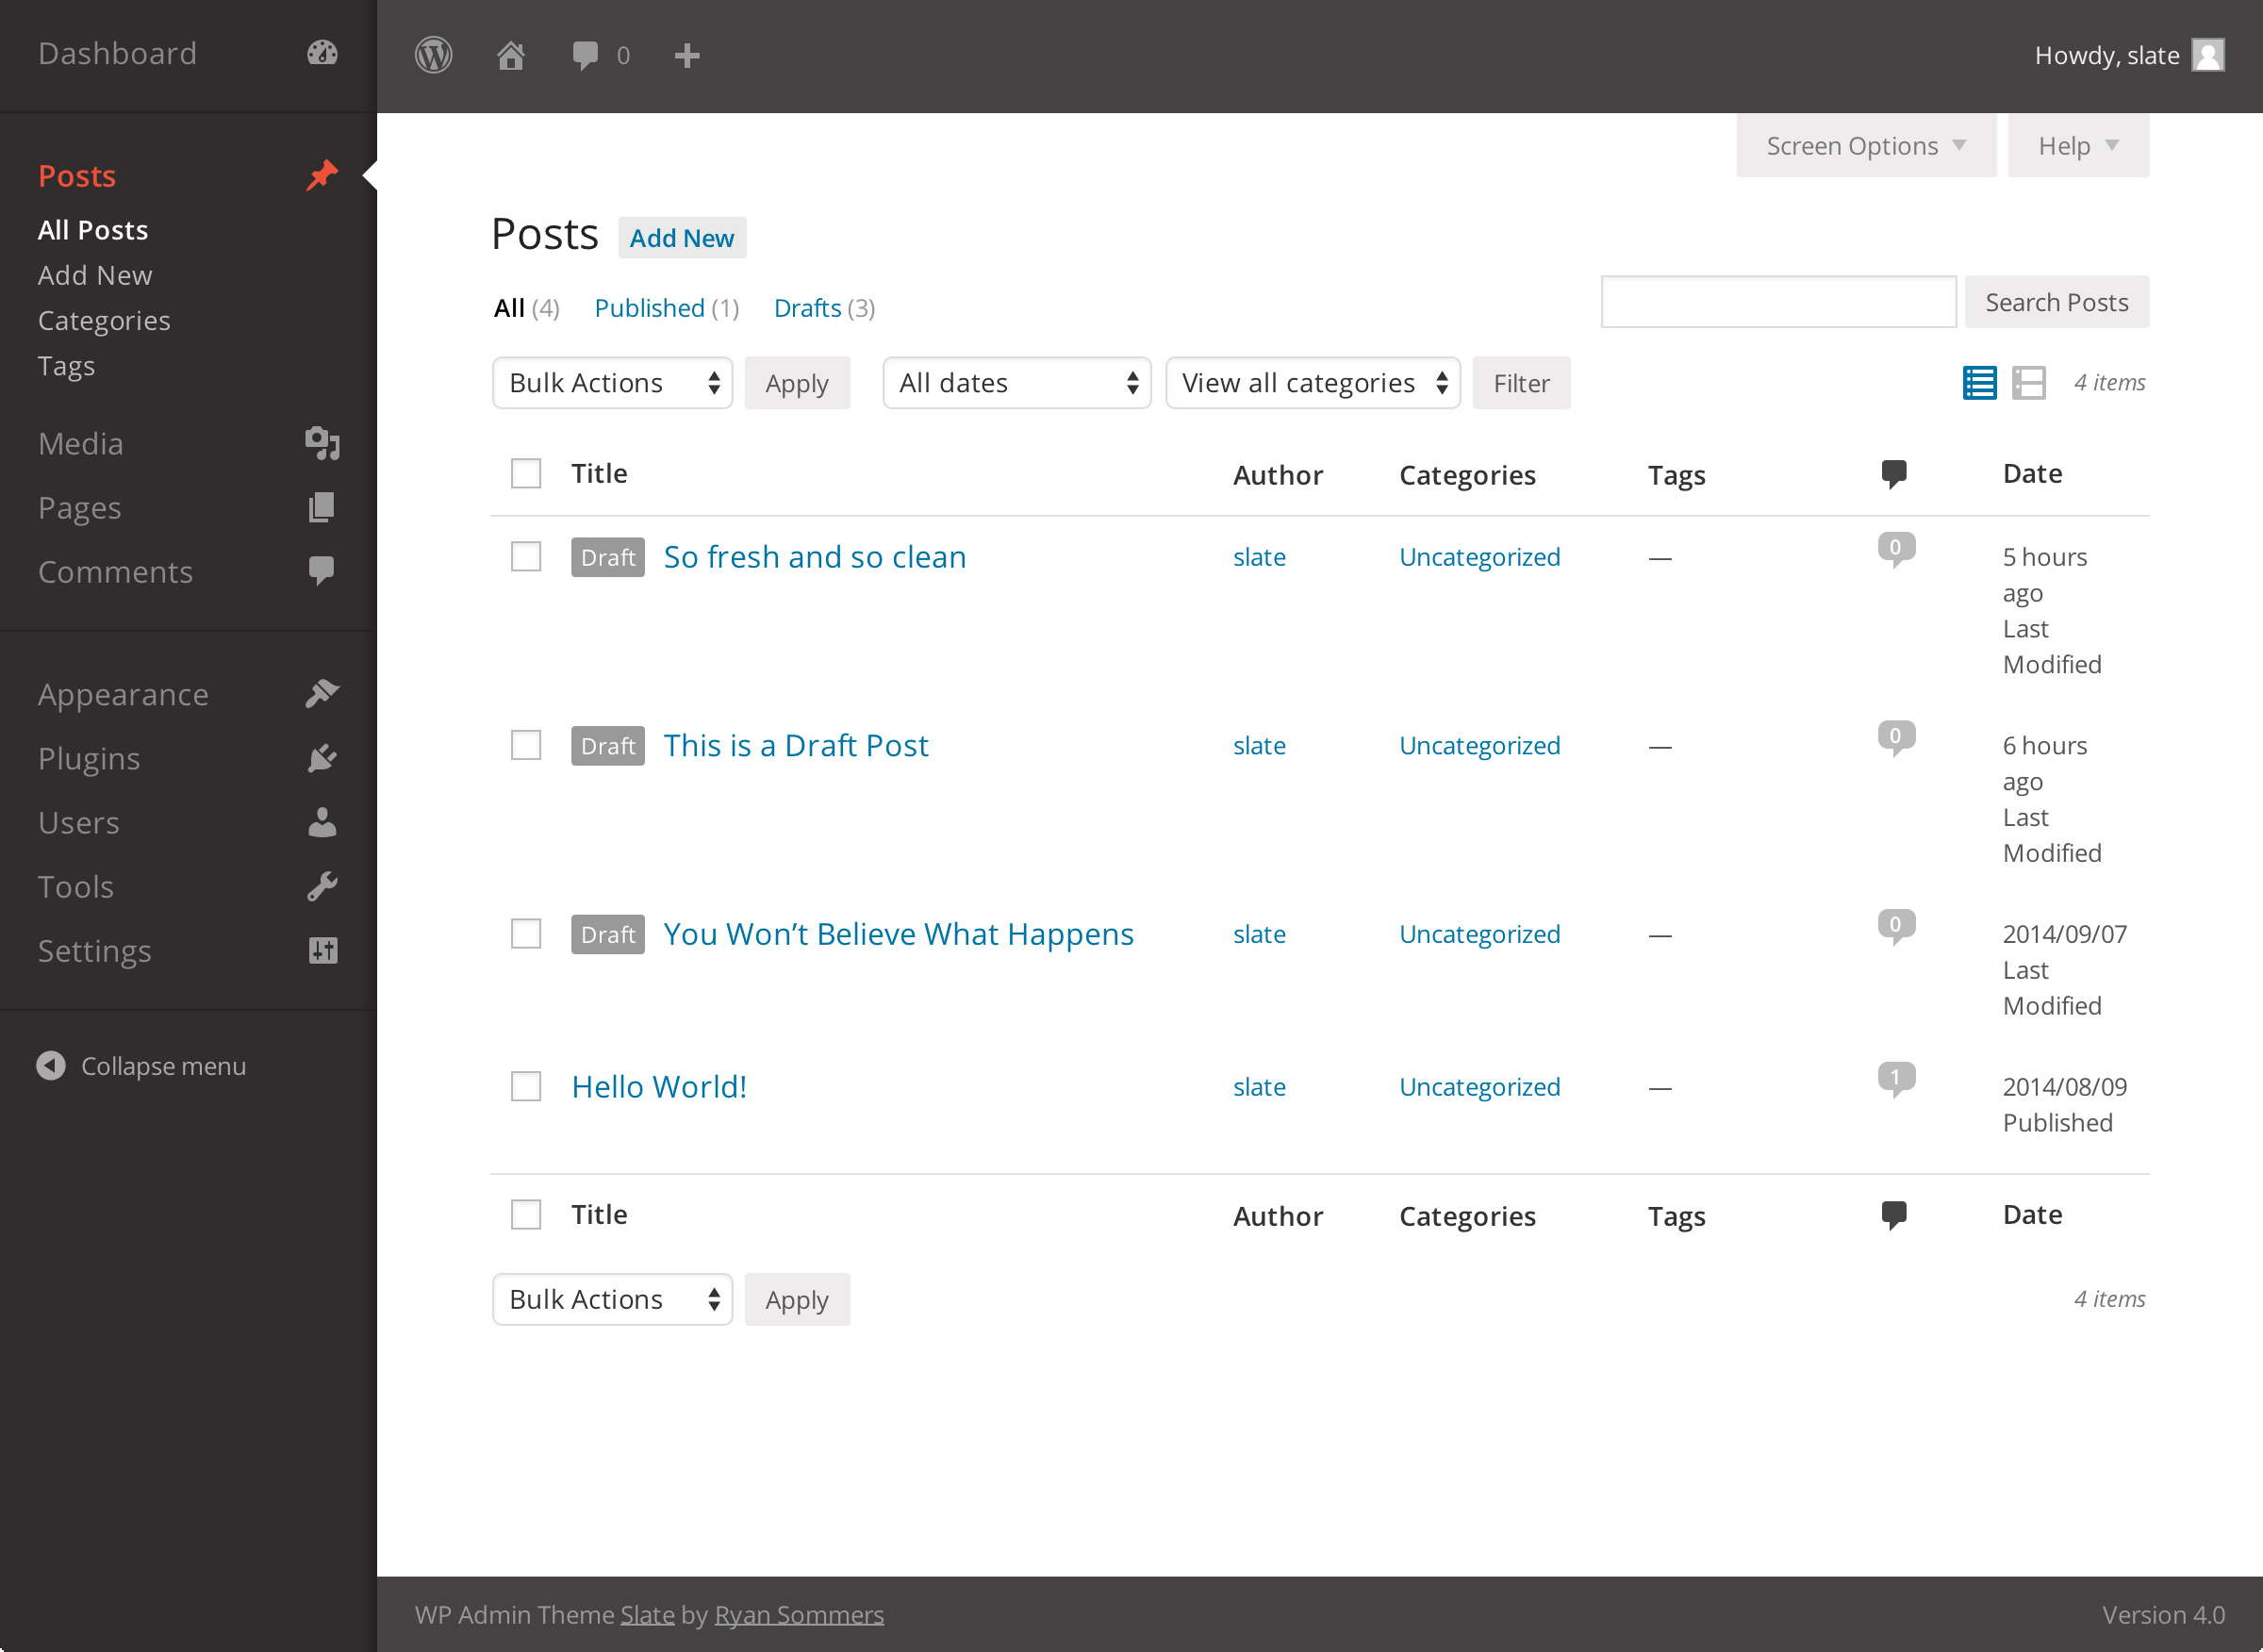 Dashboard
0
Howdy, slate
Posts
All Posts
Add New
Categories
Tags
Media
Pages
Comments
Appearance
Plugins
Users
Tools
Settings
Collapse menu
Screen Options
Help
Posts Add New
All (4) Published (1) Drafts (3)
Search Posts
Bulk Actions Apply All dates View all categories Filter 4 items
Title Author Categories Tags Date
Draft So fresh and so clean slate Uncategorized — 0 5 hours
ago
Last
Modified
Draft This is a Draft Post slate Uncategorized — 0 6 hours
ago
Last
Modified
Draft You Won’t Believe What Happens slate Uncategorized — 0 2014/09/07
Last
Modified
Hello World! slate Uncategorized — 1 2014/08/09
Published
Title Author Categories Tags Date
Bulk Actions Apply 4 items
WP Admin Theme Slate by Ryan Sommers Version 4.0